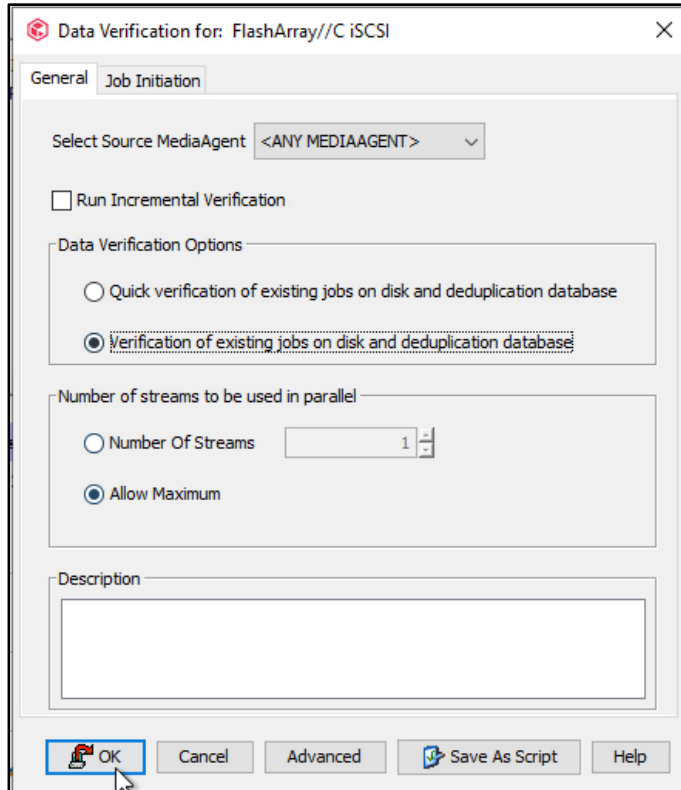 Data Verification for: FlashArray//C iSCSI
General Job Initiation
Select Source MediaAgent <ANY MEDIAAGENT>
Run Incremental Verification
Data Verification Options
Quick verification of existing jobs on disk and deduplication database
Verification of existing jobs on disk and deduplication database
Number of streams to be used in parallel
Number Of Streams 1
Allow Maximum
Description
OK Cancel Advanced Save As Script Help